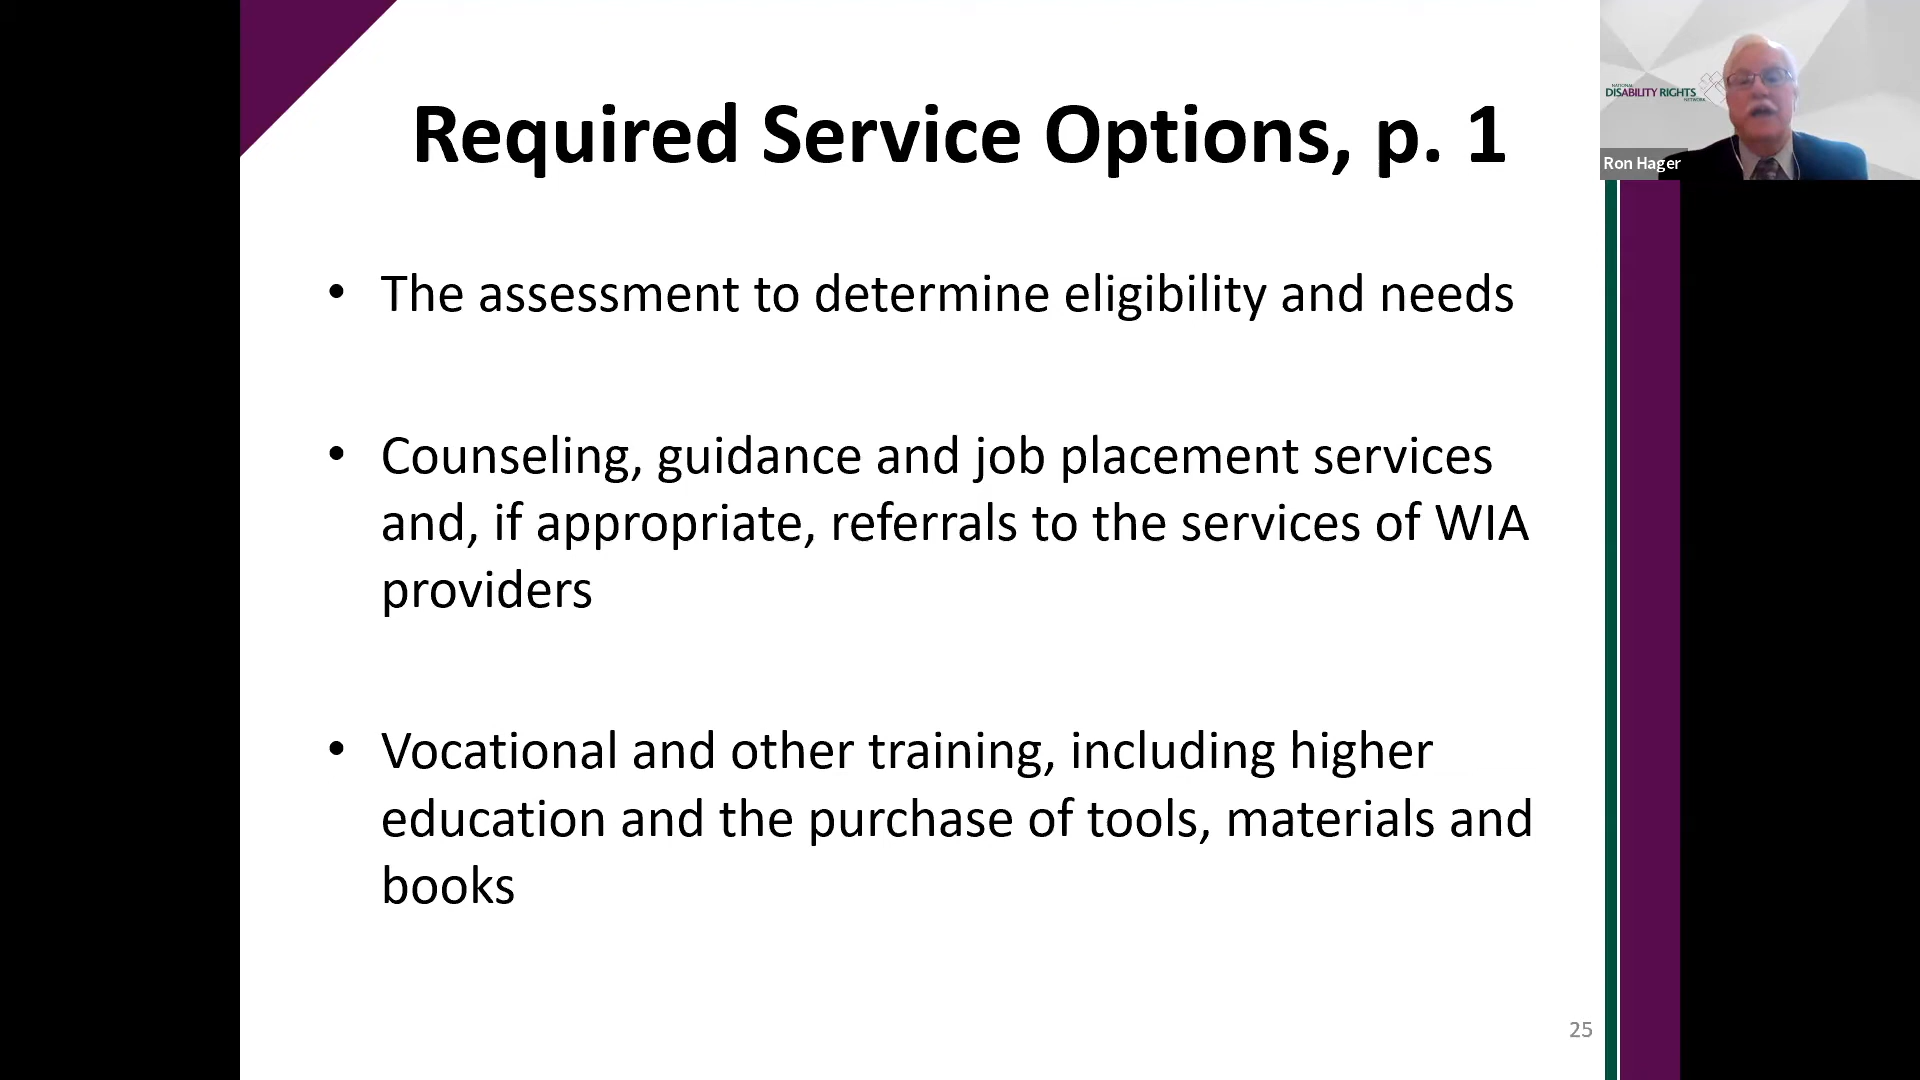 Required Service Options, p. 1
NATIONAL
DISABILITY RIGHTS
NETWORK
Ron Hager
• The assessment to determine eligibility and needs
• Counseling, guidance and job placement services
and, if appropriate, referrals to the services of WIA
providers
• Vocational and other training, including higher
education and the purchase of tools, materials and
books
25